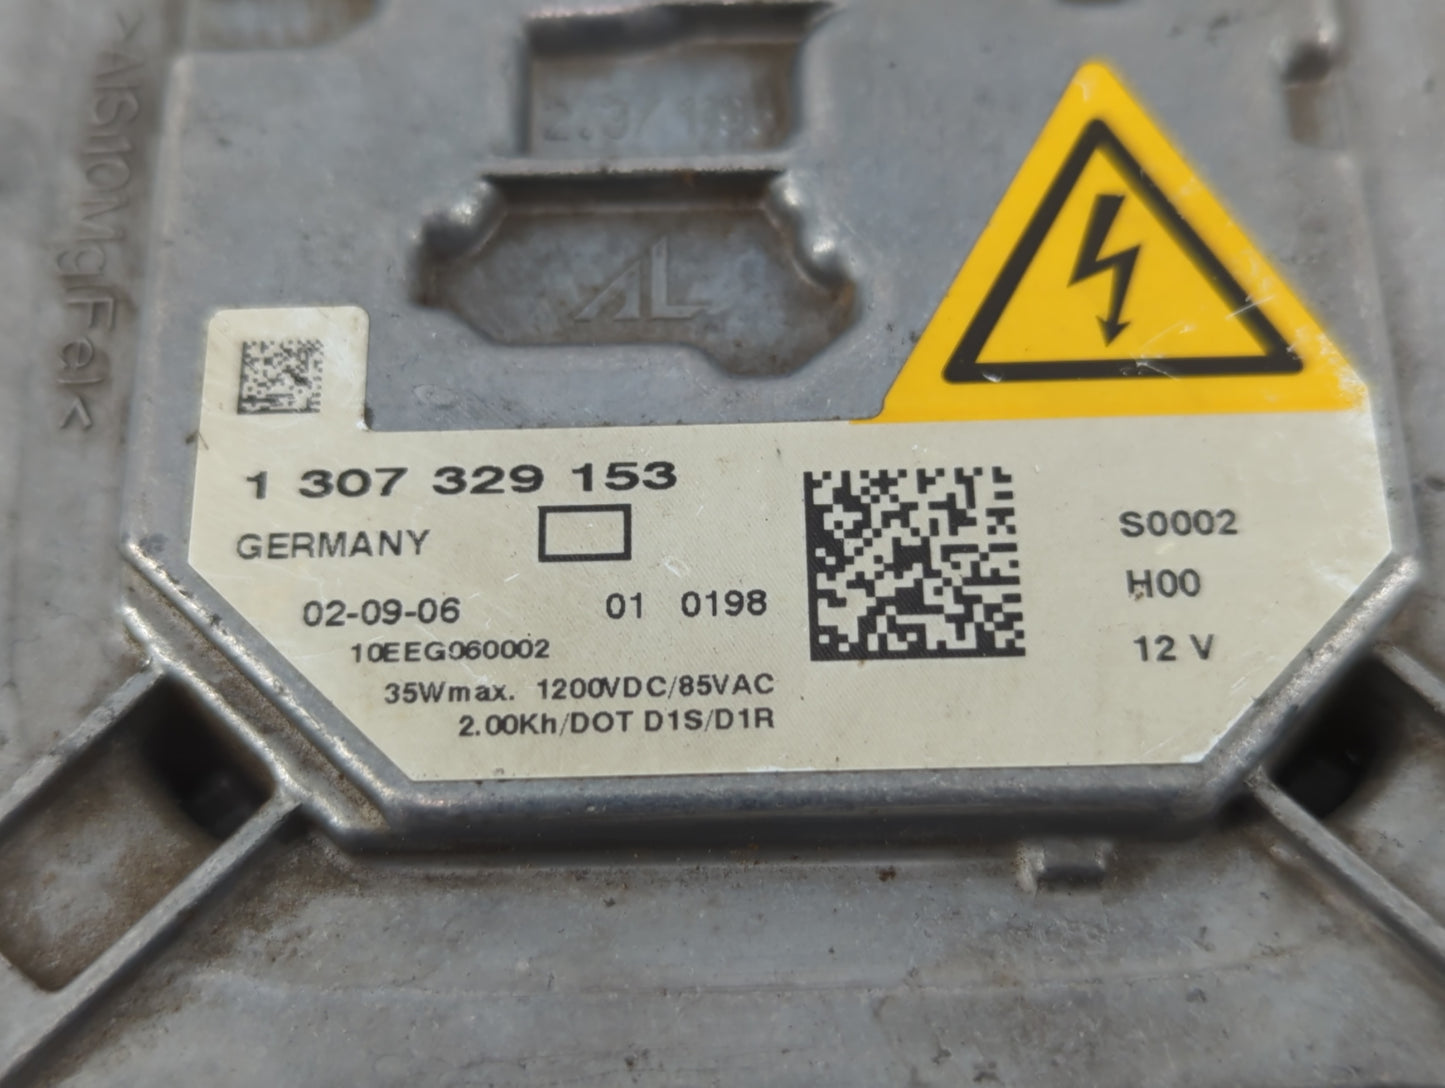 >AlSi10MgFe<
AL
1 307 329 153
GERMANY
02-09-06
01 0198
10EEG060002
35Wmax. 1200VDC/85VAC
2.00Kh/DOT D1S/D1R
S0002
H00
12 V